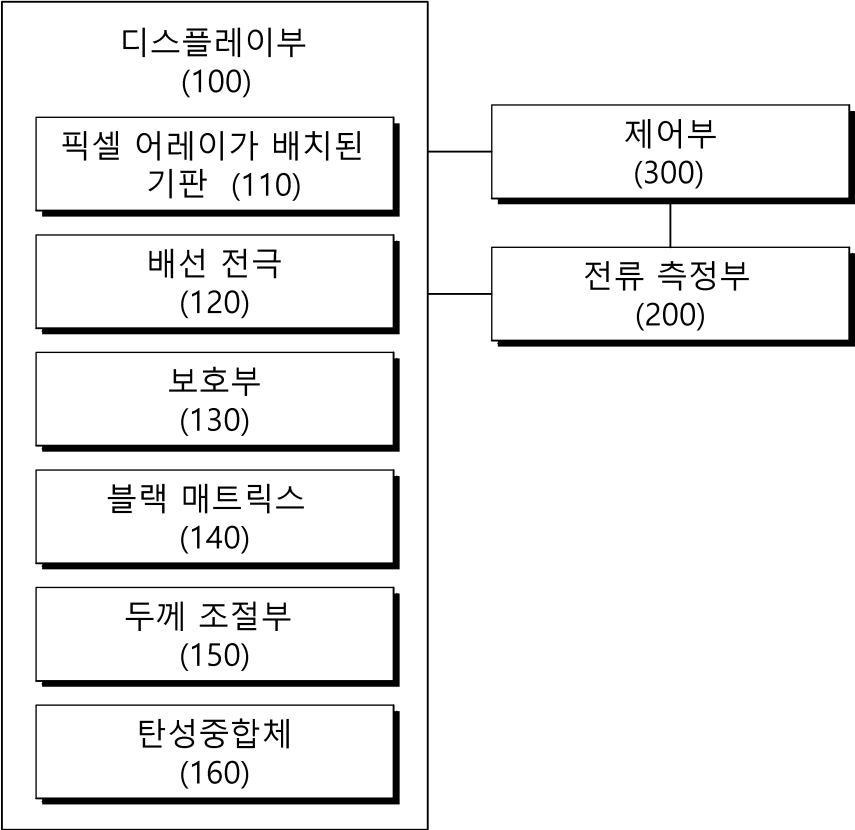 디스플레이부
(100)
픽셀 어레이가 배치된
기판 (110)
배선 전극
(120)
보호부
(130)
블랙 매트릭스
(140)
두께 조절부
(150)
탄성중합체
(160)
제어부
(300)
전류 측정부
(200)